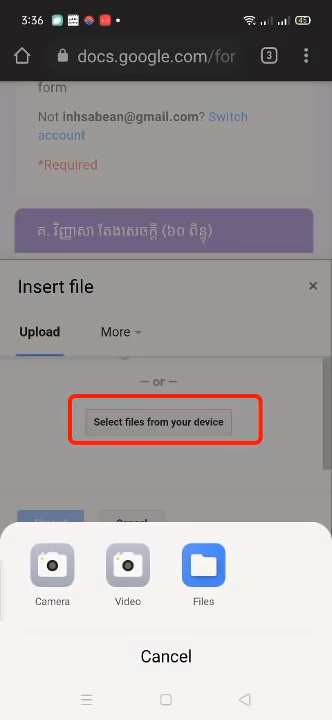 3:36
45
docs.google.com/for
3
form
Not inhsabean@gmail.com? Switch
account
*Required
គ. វិញ្ញាសា តែងសេចក្តី (៦០ ពិន្ទុ)
Insert file
×
Upload More
— or —
Select files from your device
Upload Cancel
Camera Video Files
Cancel